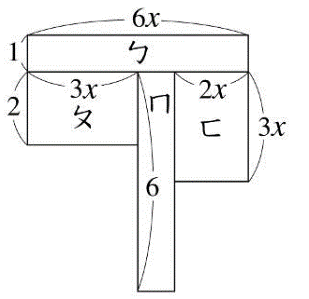 6x
1 ㄅ
2 3x ㄆ ㄇ 2x ㄈ 3x
6